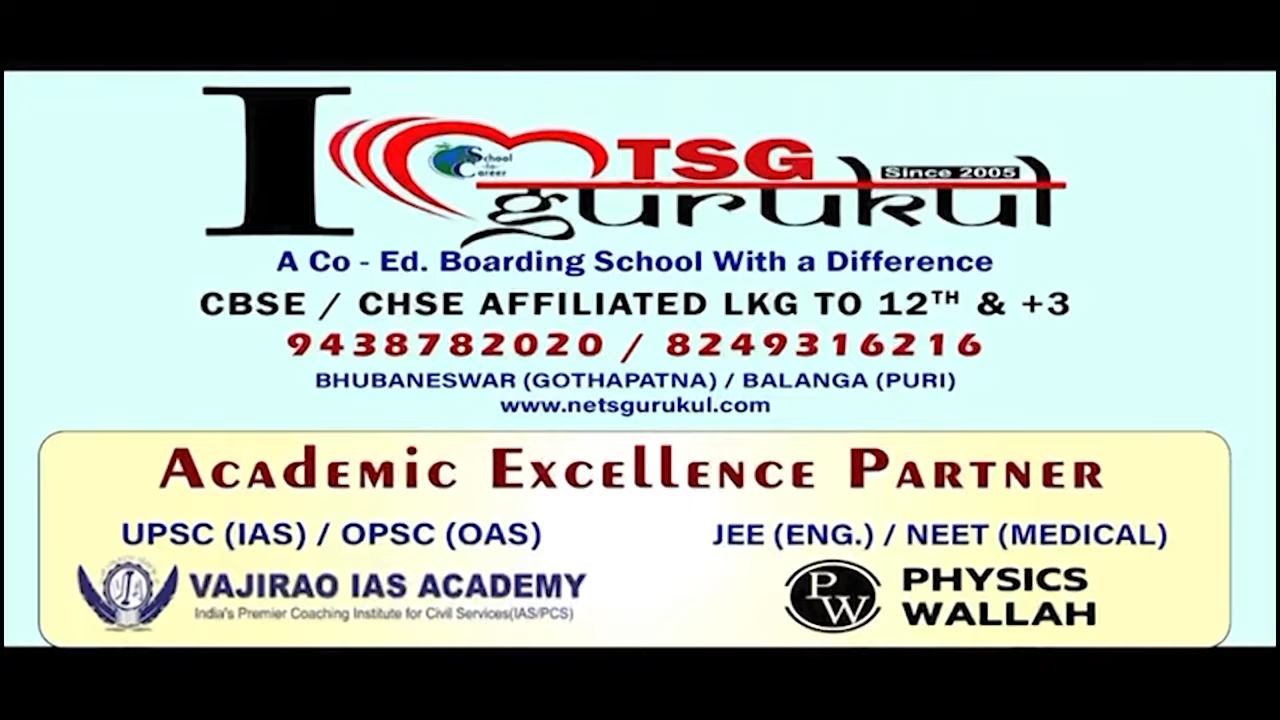 I TSG
School
-to-
Career
Since 2005
gurukul
A Co - Ed. Boarding School With a Difference
CBSE / CHSE AFFILIATED LKG TO 12TH & +3
9438782020 / 8249316216
BHUBANESWAR (GOTHAPATNA) / BALANGA (PURI)
www.netsgurukul.com
ACADEMIC EXCELLENCE PARTNER
UPSC (IAS) / OPSC (OAS)
VIA
VAJIRAO IAS ACADEMY
India's Premier Coaching Institute for Civil Services(IAS/PCS)
JEE (ENG.) / NEET (MEDICAL)
PW
PHYSICS
WALLAH